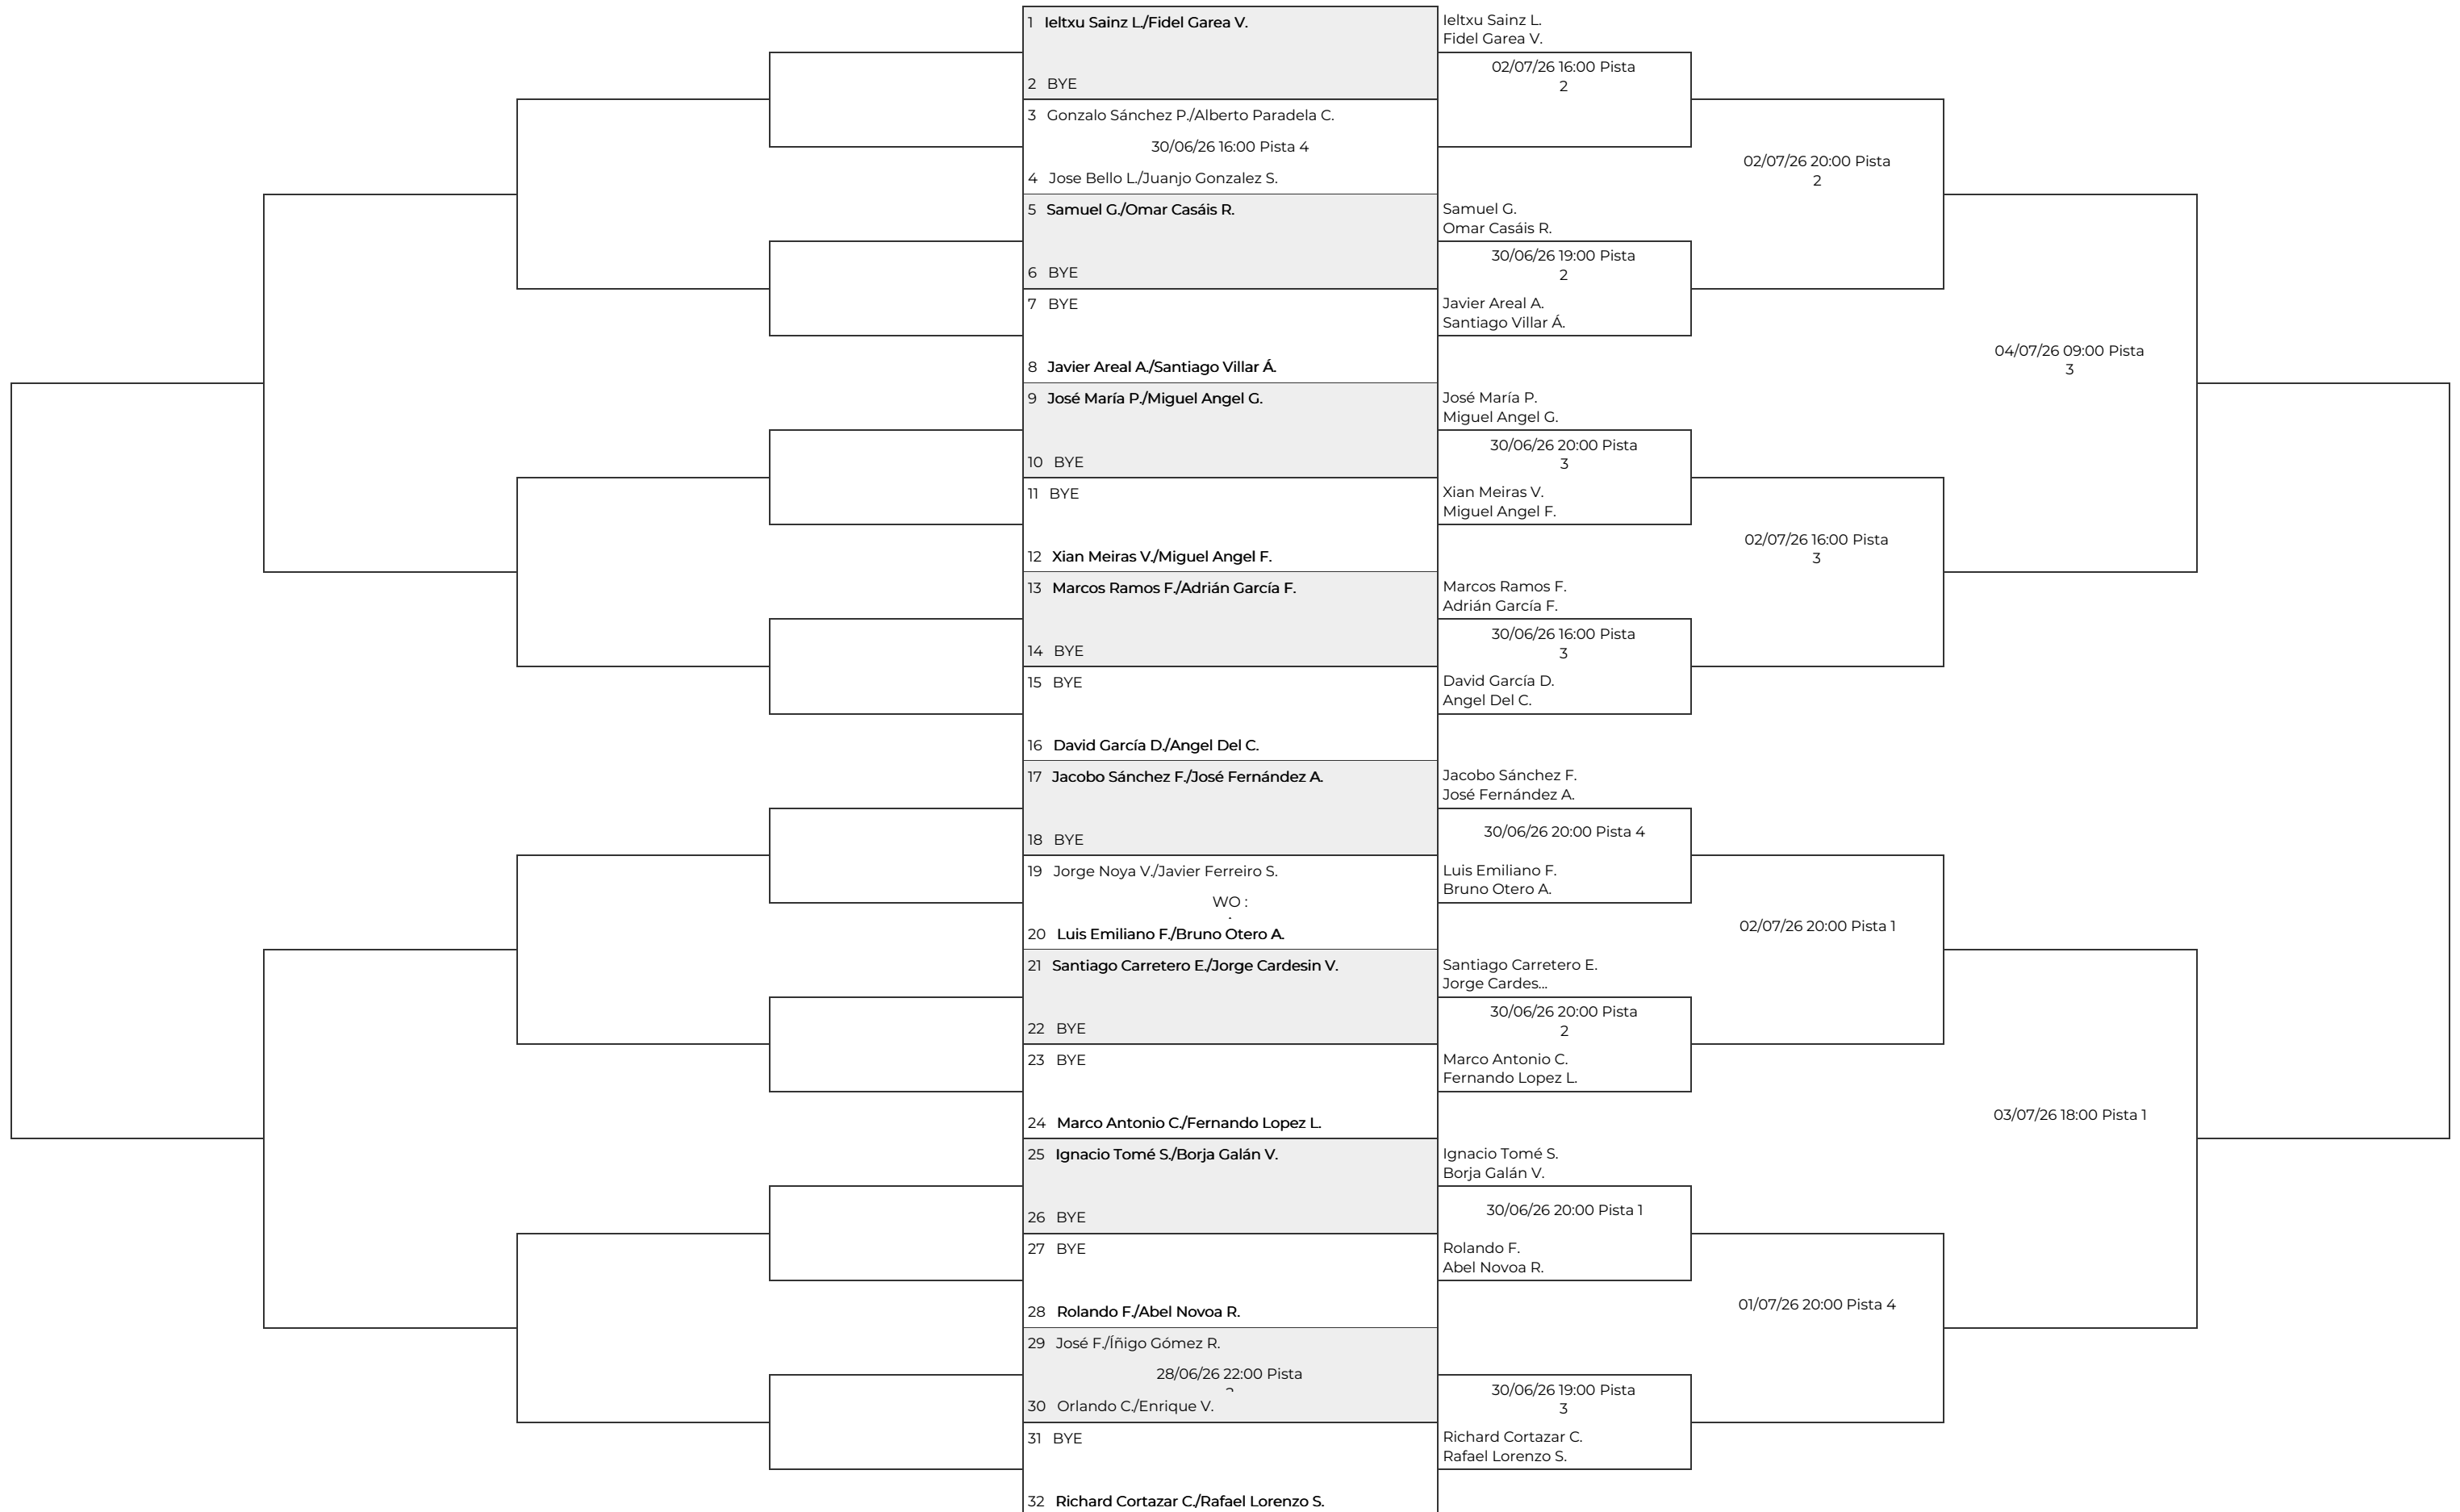 1 Ieltxu Sainz L./Fidel Garea V.
2 BYE
3 Gonzalo Sánchez P./Alberto Paradela C.
30/06/26 16:00 Pista 4
4 Jose Bello L./Juanjo Gonzalez S.
5 Samuel G./Omar Casáis R.
6 BYE
7 BYE
8 Javier Areal A./Santiago Villar Á.
9 José María P./Miguel Angel G.
10 BYE
11 BYE
12 Xian Meiras V./Miguel Angel F.
13 Marcos Ramos F./Adrián García F.
14 BYE
15 BYE
16 David García D./Angel Del C.
17 Jacobo Sánchez F./José Fernández A.
18 BYE
19 Jorge Noya V./Javier Ferreiro S.
WO :
20 Luis Emiliano F./Bruno Otero A.
21 Santiago Carretero E./Jorge Cardesin V.
22 BYE
23 BYE
24 Marco Antonio C./Fernando Lopez L.
25 Ignacio Tomé S./Borja Galán V.
26 BYE
27 BYE
28 Rolando F./Abel Novoa R.
29 José F./Íñigo Gómez R.
28/06/26 22:00 Pista
30 Orlando C./Enrique V.
31 BYE
32 Richard Cortazar C./Rafael Lorenzo S.
Ieltxu Sainz L.
Fidel Garea V.
02/07/26 16:00 Pista
2
Samuel G.
Omar Casáis R.
30/06/26 19:00 Pista
2
Javier Areal A.
Santiago Villar Á.
José María P.
Miguel Angel G.
30/06/26 20:00 Pista
3
Xian Meiras V.
Miguel Angel F.
Marcos Ramos F.
Adrián García F.
30/06/26 16:00 Pista
3
David García D.
Angel Del C.
Jacobo Sánchez F.
José Fernández A.
30/06/26 20:00 Pista 4
Luis Emiliano F.
Bruno Otero A.
Santiago Carretero E.
Jorge Cardes...
30/06/26 20:00 Pista
2
Marco Antonio C.
Fernando Lopez L.
Ignacio Tomé S.
Borja Galán V.
30/06/26 20:00 Pista 1
Rolando F.
Abel Novoa R.
30/06/26 19:00 Pista
3
Richard Cortazar C.
Rafael Lorenzo S.
02/07/26 20:00 Pista
2
02/07/26 16:00 Pista
3
02/07/26 20:00 Pista 1
01/07/26 20:00 Pista 4
04/07/26 09:00 Pista
3
03/07/26 18:00 Pista 1